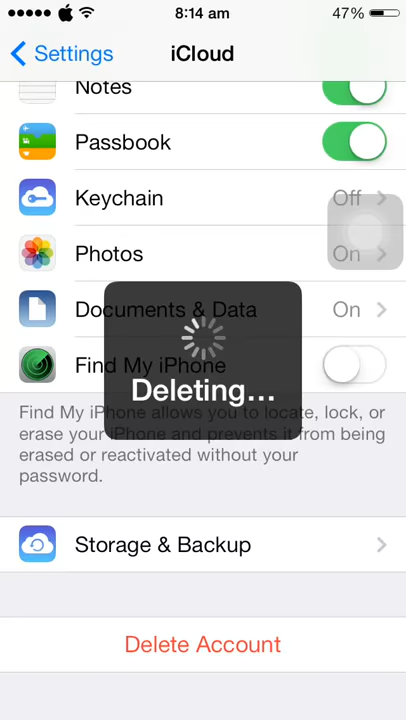 8:14 am
47%
Settings
iCloud
Notes
Passbook
Keychain
Off
Photos
On
Documents & Data
On
Find My iPhone
Deleting...
Find My iPhone allows you to locate, lock, or
erase your iPhone and prevents it from being
erased or reactivated without your
password.
Storage & Backup
Delete Account